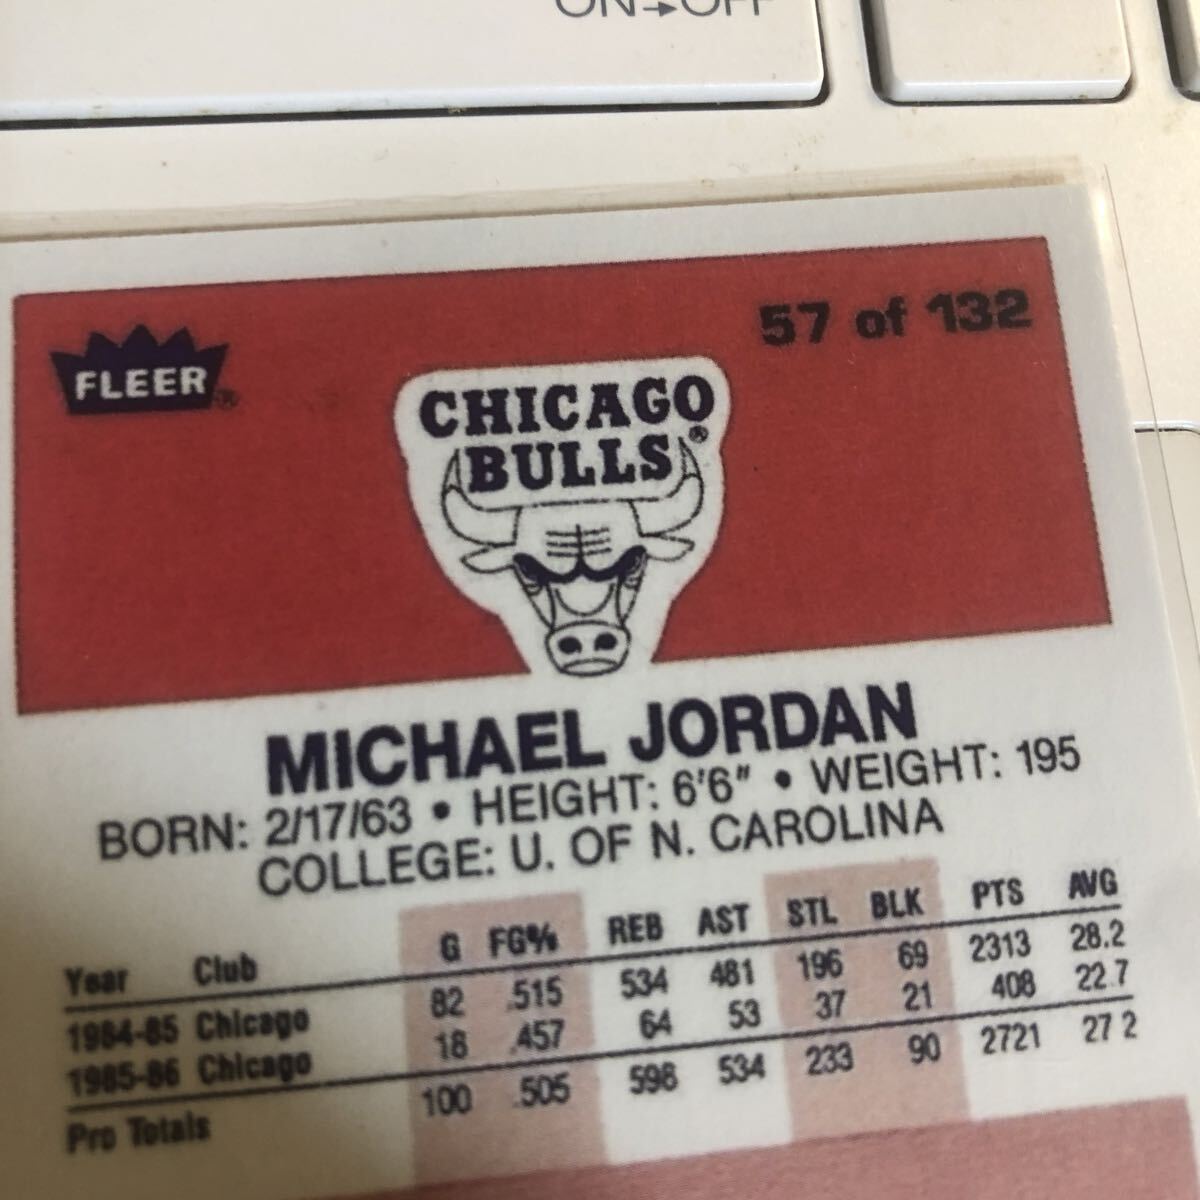 ON→OFF
57 of 132
FLEER®
CHICAGO
BULLS®
MICHAEL JORDAN
BORN: 2/17/63 • HEIGHT: 6'6" • WEIGHT: 195
COLLEGE: U. OF N. CAROLINA
Year Club G FG% REB AST STL BLK PTS AVG
1984-85 Chicago 82 .515 534 481 196 69 2313 28.2
1985-86 Chicago 18 .457 64 53 37 21 408 22.7
Pro Totals 100 .505 598 534 233 90 2721 27 2